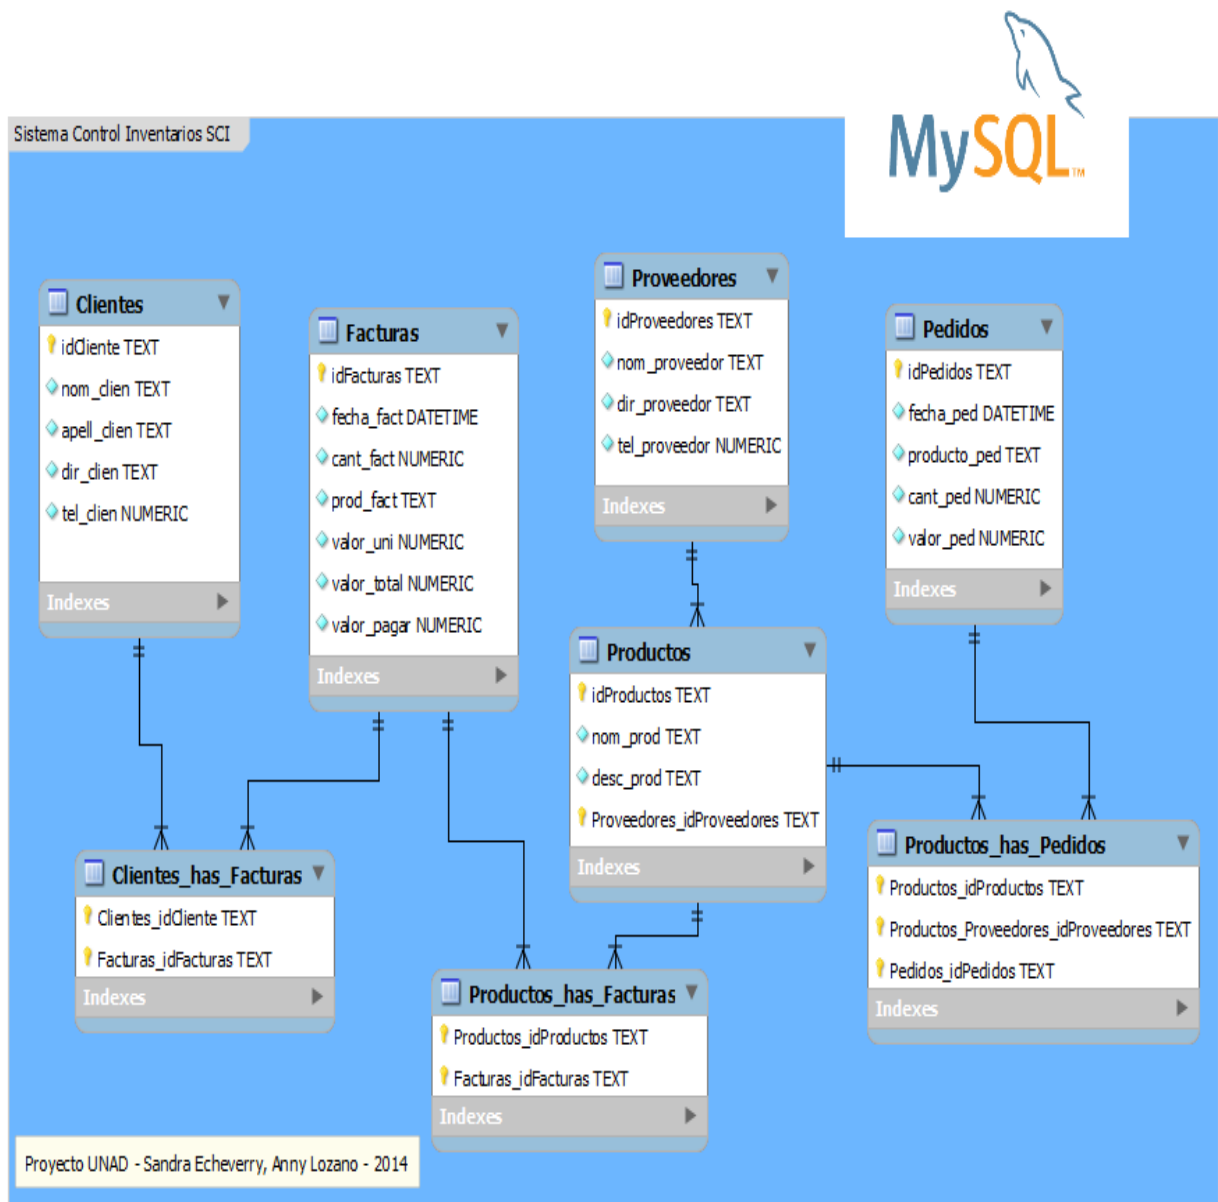 MySQL™
Sistema Control Inventarios SCI
Clientes
idCliente TEXT
nom_clien TEXT
apell_clien TEXT
dir_clien TEXT
tel_clien NUMERIC
Indexes
Facturas
idFacturas TEXT
fecha_fact DATETIME
cant_fact NUMERIC
prod_fact TEXT
valor_uni NUMERIC
valor_total NUMERIC
valor_pagar NUMERIC
Indexes
Proveedores
idProveedores TEXT
nom_proveedor TEXT
dir_proveedor TEXT
tel_proveedor NUMERIC
Indexes
Pedidos
idPedidos TEXT
fecha_ped DATETIME
producto_ped TEXT
cant_ped NUMERIC
valor_ped NUMERIC
Indexes
Productos
idProductos TEXT
nom_prod TEXT
desc_prod TEXT
Proveedores_idProveedores TEXT
Indexes
Clientes_has_Facturas
Clientes_idCliente TEXT
Facturas_idFacturas TEXT
Indexes
Productos_has_Facturas
Productos_idProductos TEXT
Facturas_idFacturas TEXT
Indexes
Productos_has_Pedidos
Productos_idProductos TEXT
Productos_Proveedores_idProveedores TEXT
Pedidos_idPedidos TEXT
Indexes
Proyecto UNAD - Sandra Echeverry, Anny Lozano - 2014